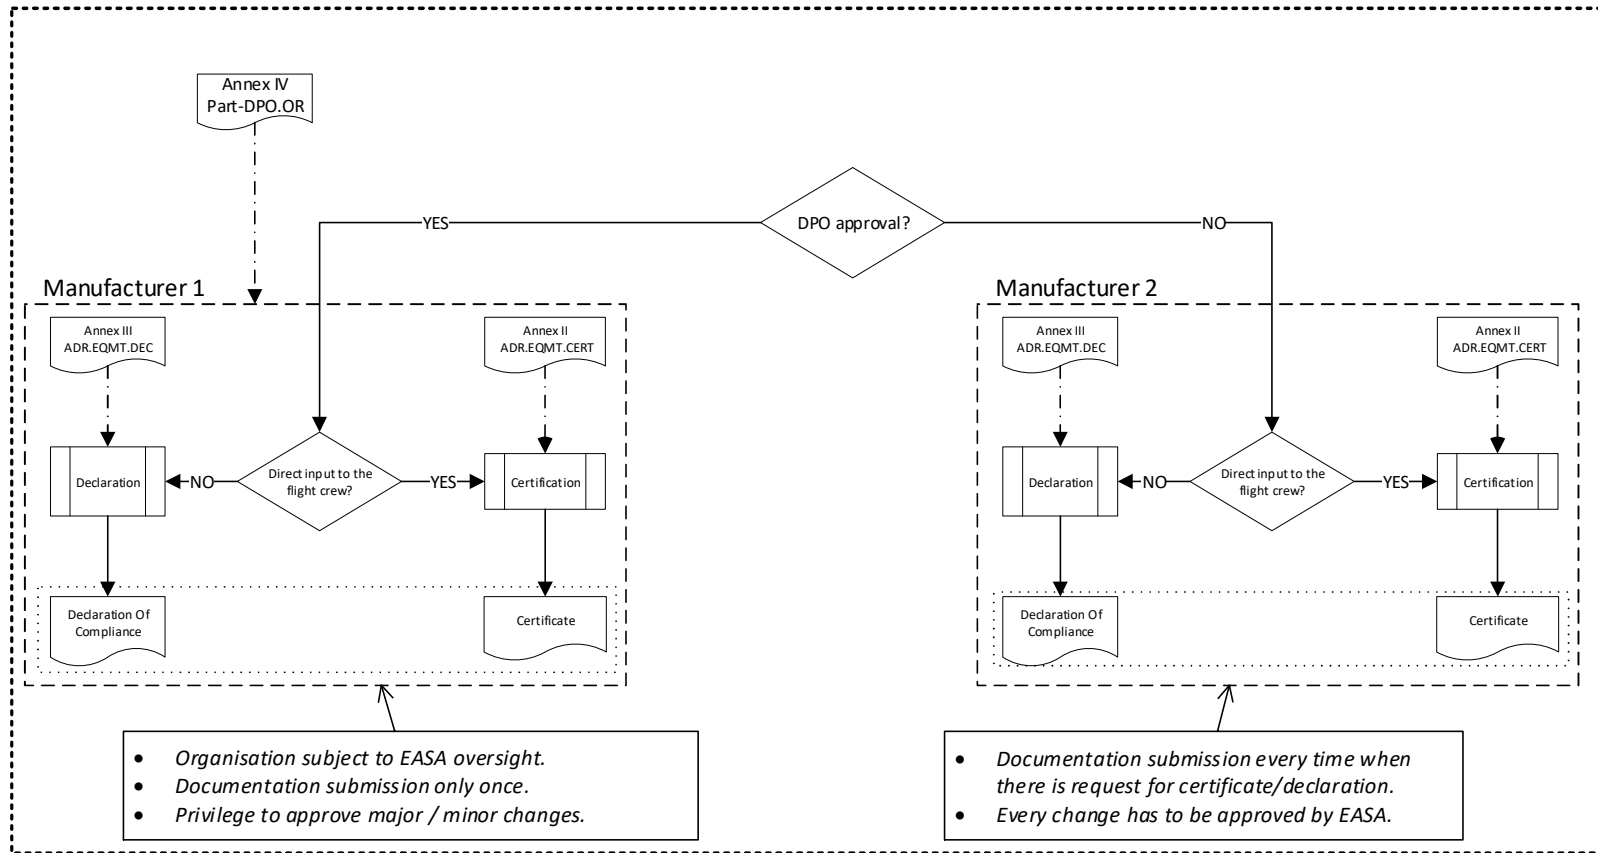 Annex IV
Part-DPO.OR
DPO approval?
YES
NO
Manufacturer 1
Annex III
ADR.EQMT.DEC
Annex II
ADR.EQMT.CERT
Declaration
NO
Direct input to the
flight crew?
YES
Certification
Declaration Of
Compliance
Certificate
• Organisation subject to EASA oversight.
• Documentation submission only once.
• Privilege to approve major / minor changes.
Manufacturer 2
Annex III
ADR.EQMT.DEC
Annex II
ADR.EQMT.CERT
Declaration
NO
Direct input to the
flight crew?
YES
Certification
Declaration Of
Compliance
Certificate
• Documentation submission every time when
there is request for certificate/declaration.
• Every change has to be approved by EASA.